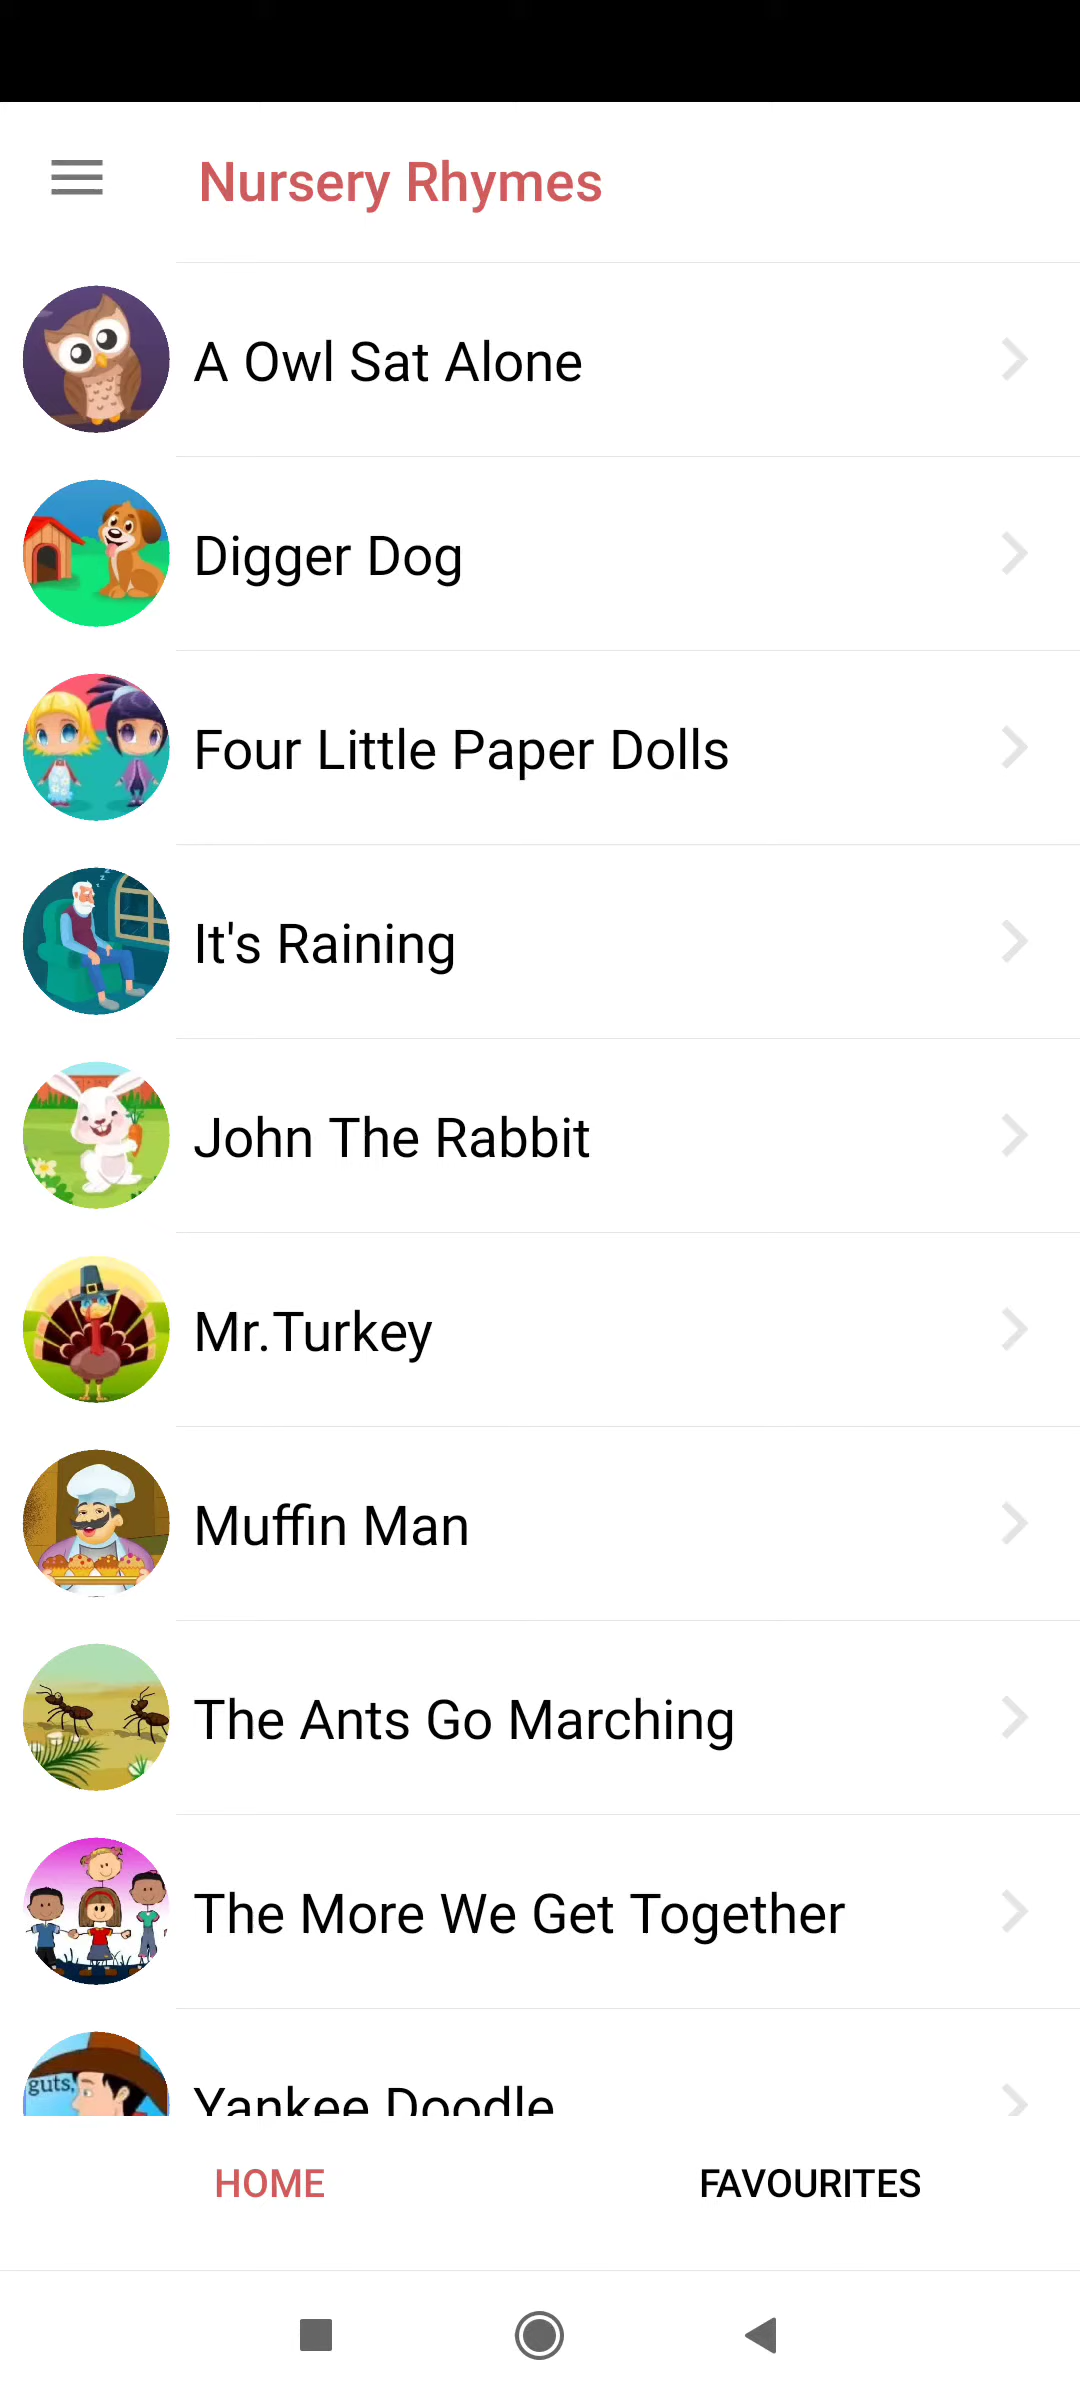 Nursery Rhymes
A Owl Sat Alone
Digger Dog
Four Little Paper Dolls
It's Raining
John The Rabbit
Mr.Turkey
Muffin Man
The Ants Go Marching
The More We Get Together
guts,
Yankee Doodle
HOME
FAVOURITES